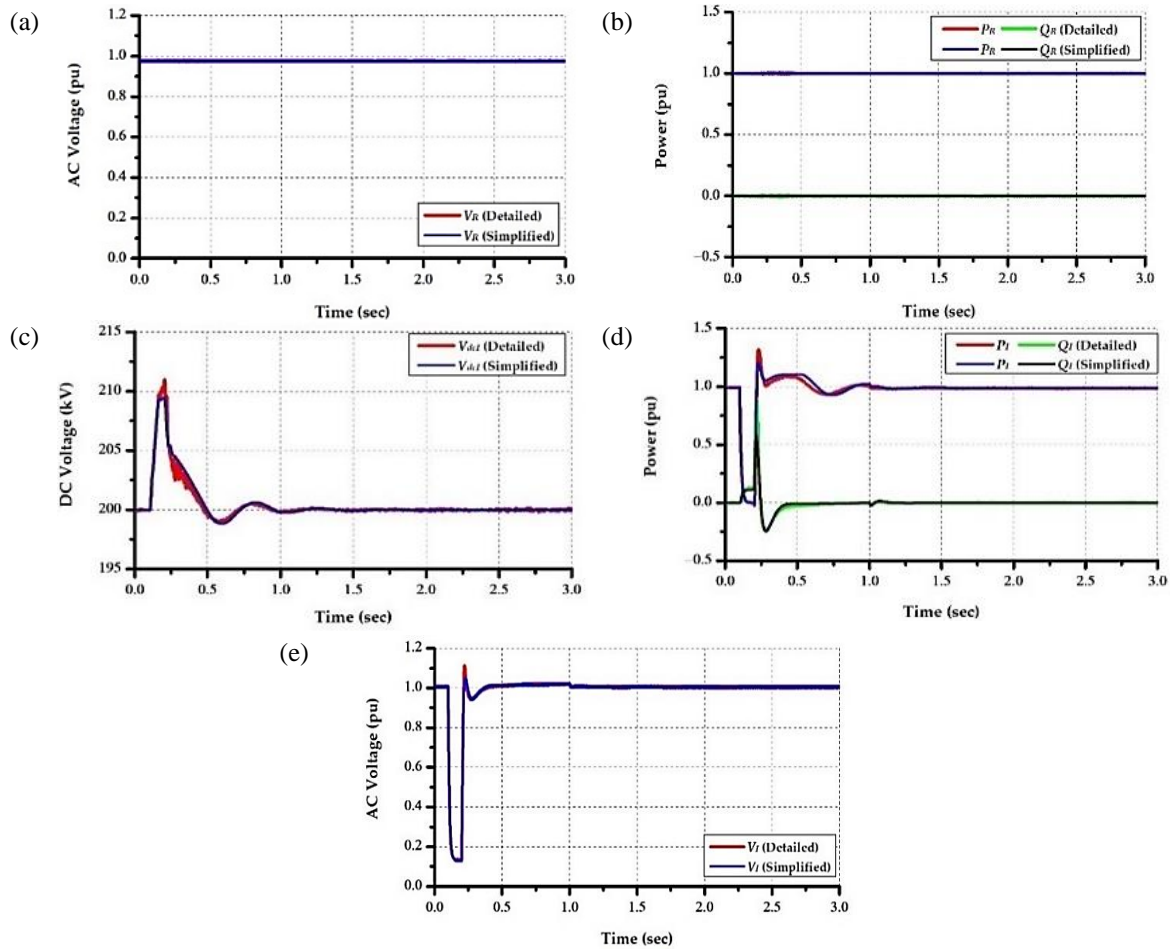 (a)
AC Voltage (pu)
1.2
1.0
0.8
0.6
0.4
0.2
0.0
VR (Detailed)
VR (Simplified)
0.0 0.5 1.0 1.5 2.0 2.5 3.0
Time (sec)
(b)
Power (pu)
1.5
1.0
0.5
0.0
−0.5
PR QR (Detailed)
PR QR (Simplified)
0.0 0.5 1.0 1.5 2.0 2.5 3.0
Time (sec)
(c)
DC Voltage (kV)
215
210
205
200
195
VdcI (Detailed)
VdcI (Simplified)
0.0 0.5 1.0 1.5 2.0 2.5 3.0
Time (sec)
(d)
Power (pu)
1.5
1.0
0.5
0.0
−0.5
PI QI (Detailed)
PI QI (Simplified)
0.0 0.5 1.0 1.5 2.0 2.5 3.0
Time (sec)
(e)
AC Voltage (pu)
1.2
1.0
0.8
0.6
0.4
0.2
0.0
VI (Detailed)
VI (Simplified)
0.0 0.5 1.0 1.5 2.0 2.5 3.0
Time (sec)